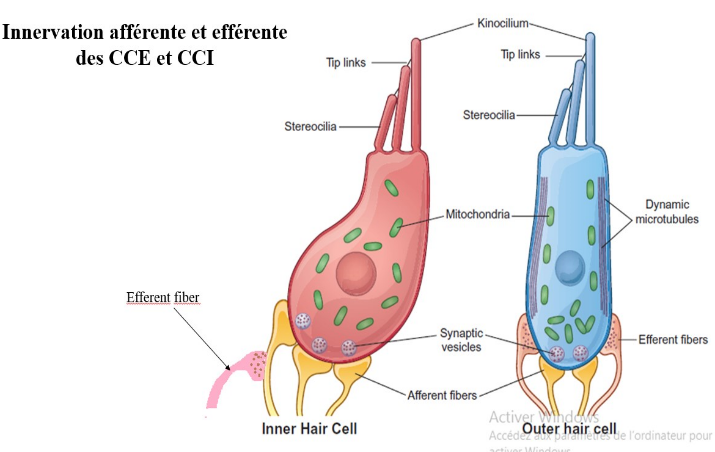 Innervation afférente et efférente
des CCE et CCI
Kinocilium
Tip links
Tip links
Stereocilia
Stereocilia
Mitochondria
Dynamic
microtubules
Efferent fiber
Synaptic
vesicles
Efferent fibers
Afferent fibers
Inner Hair Cell
Outer hair cell
Activer Windows
Accédez aux paramètres de l'ordinateur pour
activer Windows